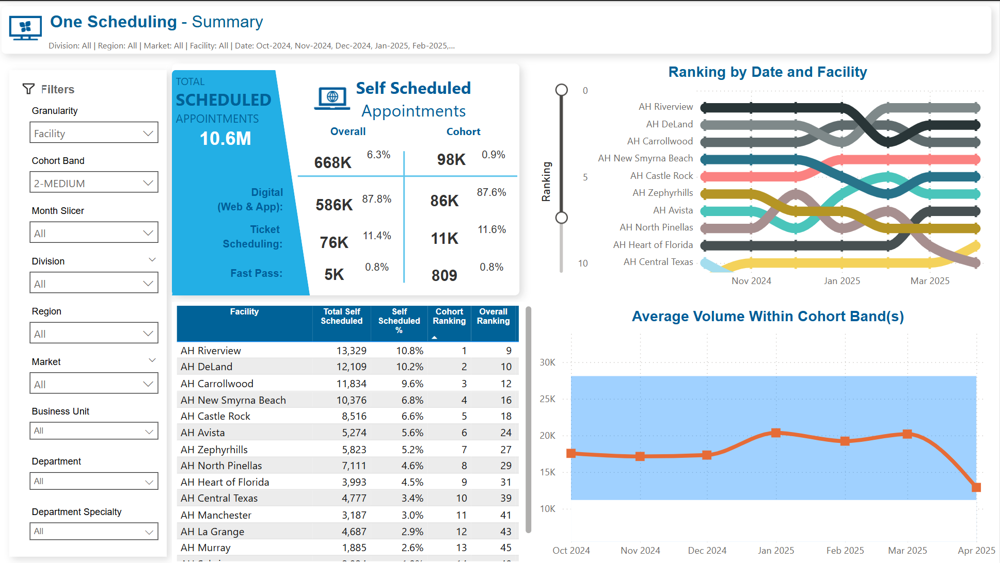 One Scheduling - Summary
Division: All | Region: All | Market: All | Facility: All | Date: Oct-2024, Nov-2024, Dec-2024, Jan-2025, Feb-2025,...
Filters
Granularity
Facility
Cohort Band
2-MEDIUM
Month Slicer
All
Division
All
Region
All
Market
All
Business Unit
All
Department
All
Department Specialty
All
TOTAL
SCHEDULED
APPOINTMENTS
10.6M
Self Scheduled
Appointments
Overall Cohort
668K 6.3% 98K 0.9%
Digital
(Web & App):
586K 87.8% 86K 87.6%
Ticket
Scheduling:
76K 11.4% 11K 11.6%
Fast Pass:
5K 0.8% 809 0.8%
Facility Total Self Scheduled Self Scheduled % Cohort Ranking Overall Ranking
AH Riverview 13,329 10.8% 1 9
AH DeLand 12,109 10.2% 2 10
AH Carrollwood 11,834 9.6% 3 12
AH New Smyrna Beach 10,376 6.8% 4 16
AH Castle Rock 8,516 6.6% 5 18
AH Avista 5,274 5.6% 6 24
AH Zephyrhills 5,823 5.2% 7 27
AH North Pinellas 7,111 4.6% 8 29
AH Heart of Florida 3,993 4.5% 9 31
AH Central Texas 4,777 3.4% 10 39
AH Manchester 3,187 3.0% 11 41
AH La Grange 4,687 2.9% 12 43
AH Murray 1,885 2.6% 13 45
Ranking by Date and Facility
Ranking
0
5
10
AH Riverview
AH DeLand
AH Carrollwood
AH New Smyrna Beach
AH Castle Rock
AH Zephyrhills
AH Avista
AH North Pinellas
AH Heart of Florida
AH Central Texas
Nov 2024 Jan 2025 Mar 2025
Average Volume Within Cohort Band(s)
30K
25K
20K
15K
10K
Oct 2024 Nov 2024 Dec 2024 Jan 2025 Feb 2025 Mar 2025 Apr 2025